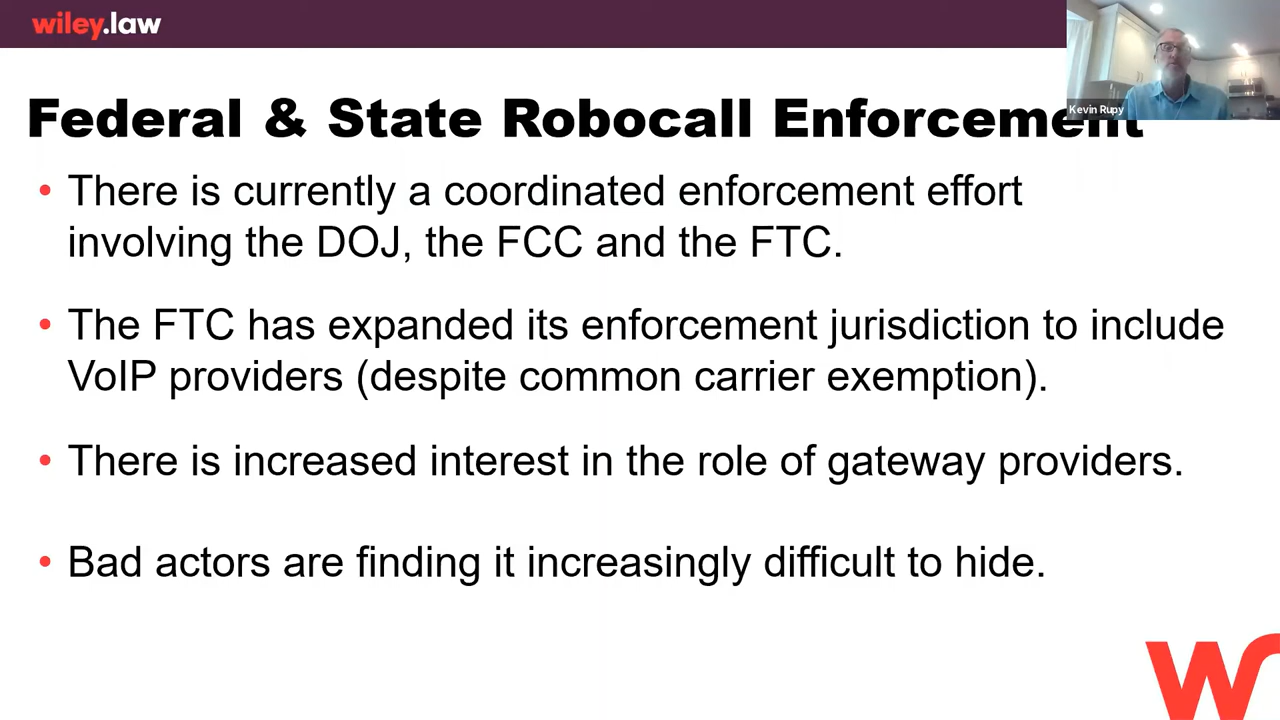 wiley.law
Kevin Rupy
Federal & State Robocall Enforcement
• There is currently a coordinated enforcement effort
involving the DOJ, the FCC and the FTC.
• The FTC has expanded its enforcement jurisdiction to include
VoIP providers (despite common carrier exemption).
• There is increased interest in the role of gateway providers.
• Bad actors are finding it increasingly difficult to hide.
w